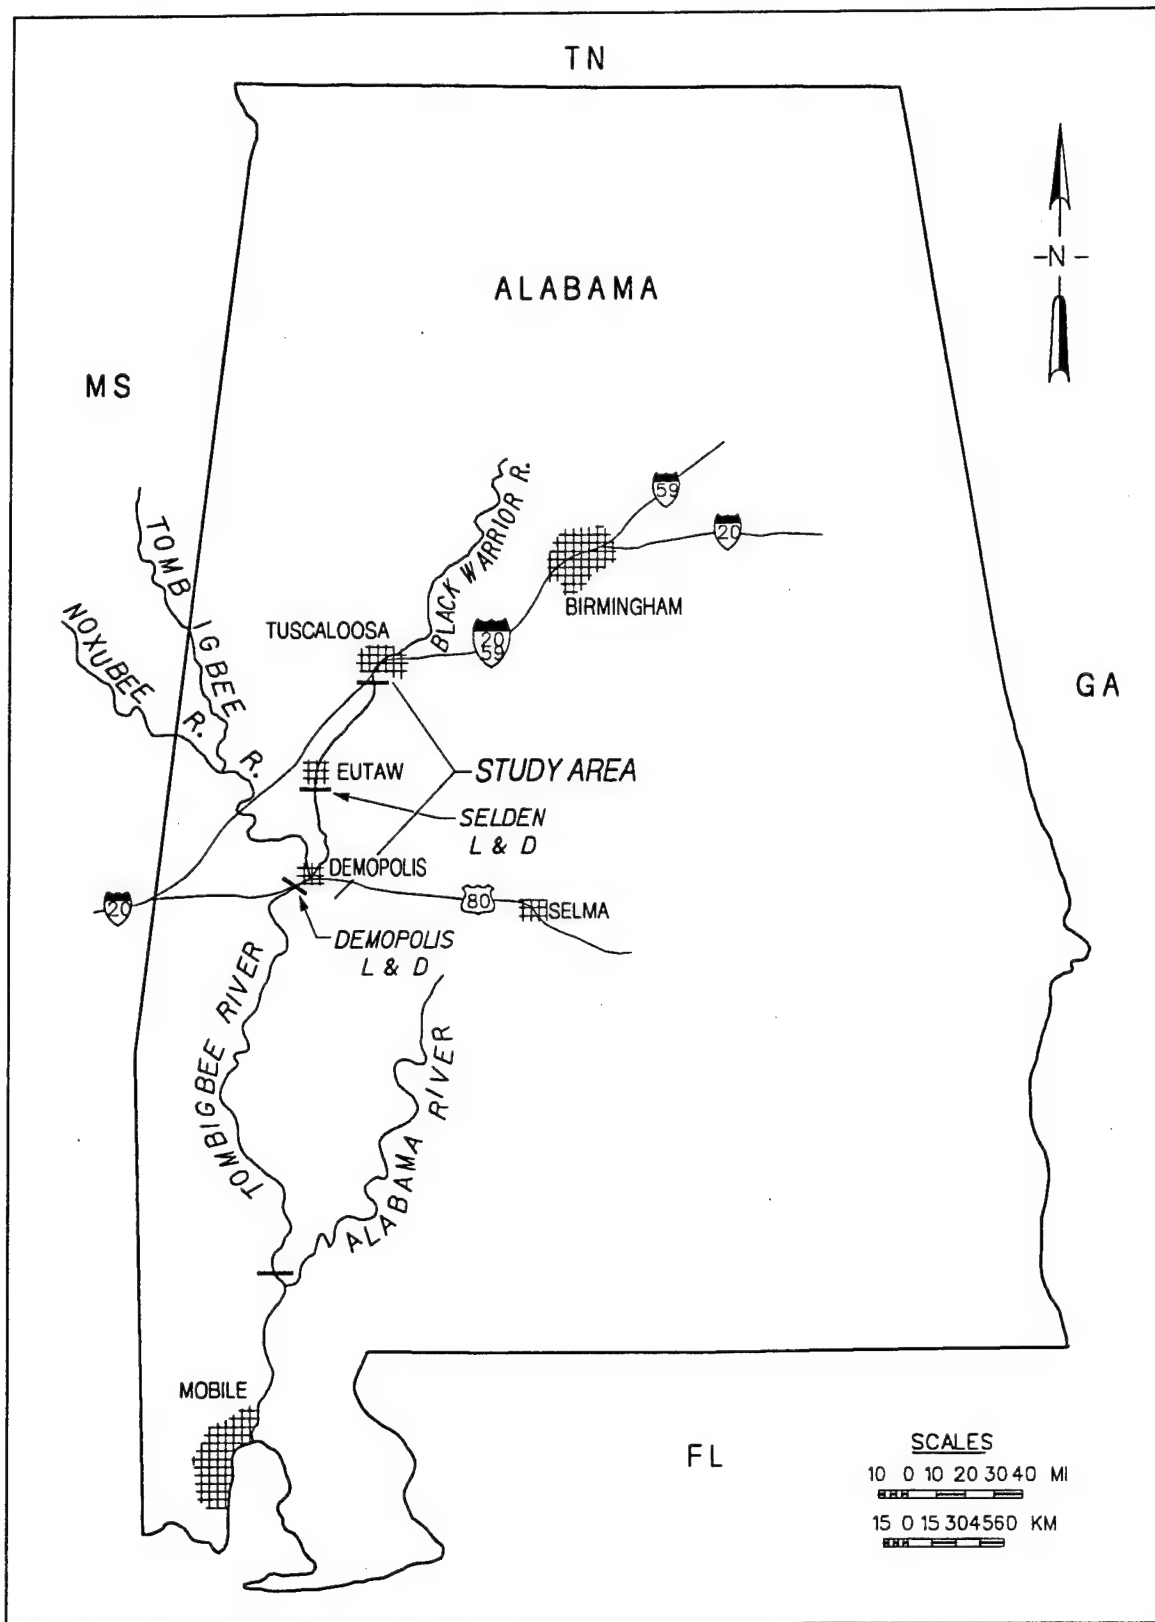 TN
ALABAMA
-N-
MS
TOMBIGBEE R.
NOXUBEE R.
BLACK WARRIOR R.
59
20
BIRMINGHAM
TUSCALOOSA
20
59
GA
EUTAW
STUDY AREA
SELDEN
L & D
DEMOPOLIS
20
80
SELMA
DEMOPOLIS
L & D
TOMBIGBEE RIVER
ALABAMA RIVER
MOBILE
FL
SCALES
10 0 10 20 30 40 MI
15 0 15 30 45 60 KM